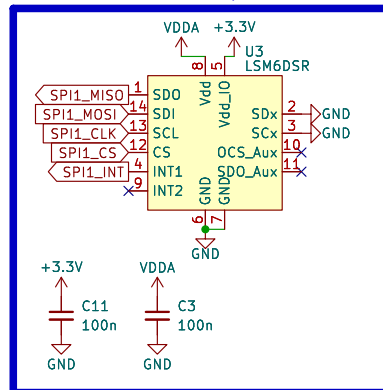 VDDA +3.3V
U3
LSM6DSR
8 5
Vdd Vdd_IO
SPI1_MISO 1 SDO
SPI1_MOSI 14 SDI SDx 2 GND
SPI1_CLK 13 SCL SCx 3 GND
SPI1_CS 12 CS OCS_Aux 10
SPI1_INT 4 INT1 SDO_Aux 11
9 INT2
GND GND
6 7
GND
+3.3V VDDA
C11 C3
100n 100n
GND GND